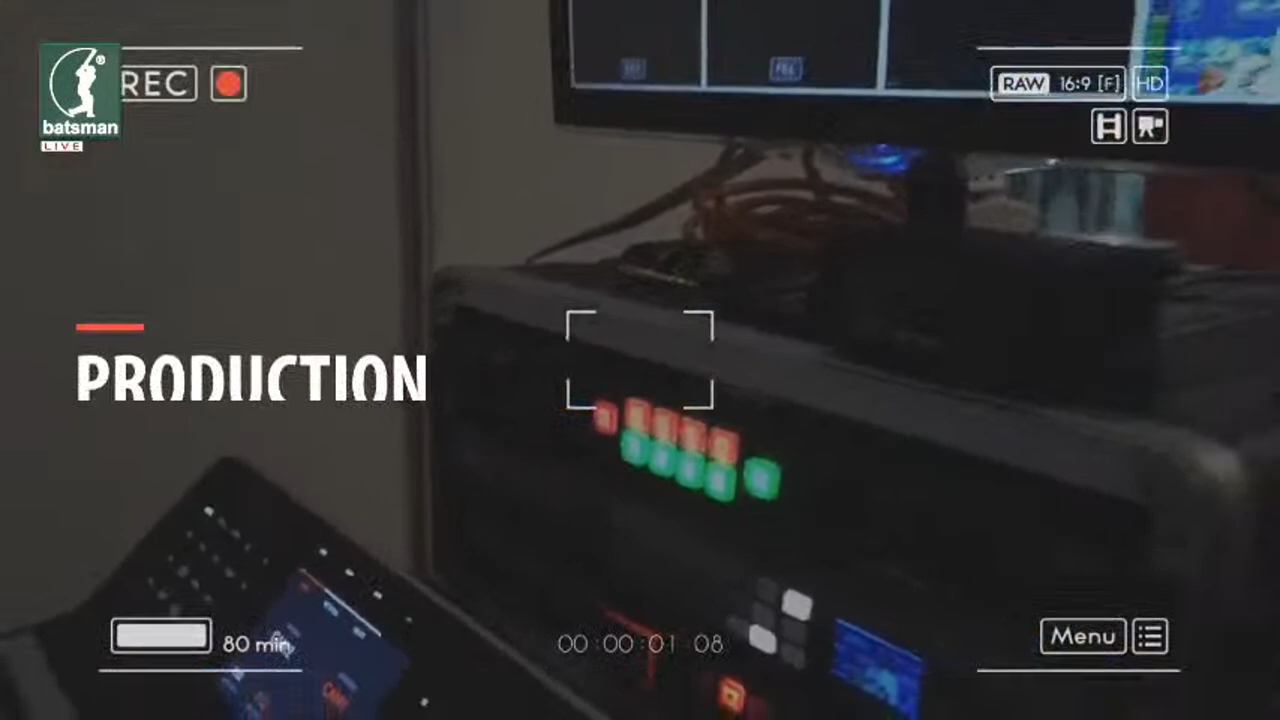 batsman
LIVE
REC
RAW 16:9 [F] HD
PRODUCTION
80 min
00:00:01 08
Menu